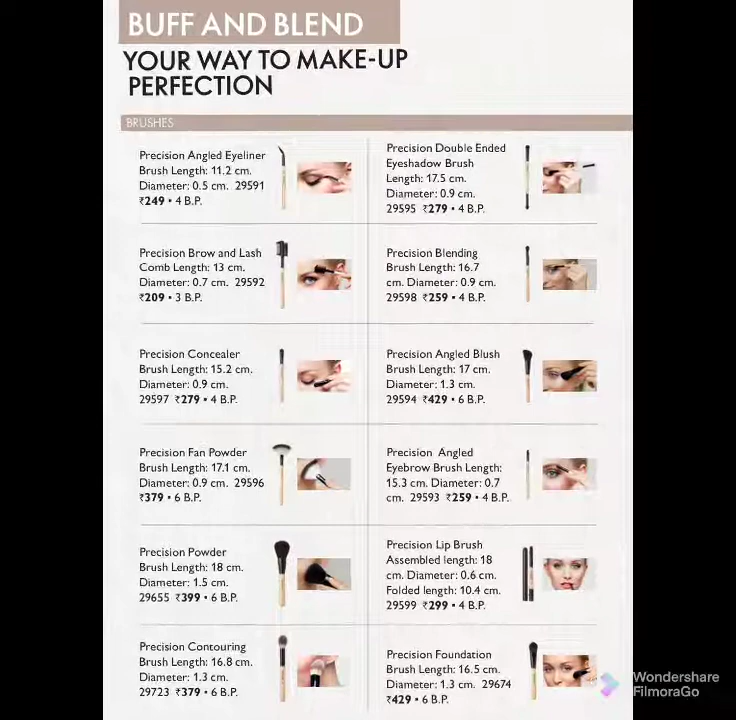 BUFF AND BLEND
YOUR WAY TO MAKE-UP
PERFECTION
BRUSHES
Precision Angled Eyeliner
Brush Length: 11.2 cm.
Diameter: 0.5 cm. 29591
₹249 • 4 B.P.
Precision Brow and Lash
Comb Length: 13 cm.
Diameter: 0.7 cm. 29592
₹209 • 3 B.P.
Precision Concealer
Brush Length: 15.2 cm.
Diameter: 0.9 cm.
29597 ₹279 • 4 B.P.
Precision Fan Powder
Brush Length: 17.1 cm.
Diameter: 0.9 cm. 29596
₹379 • 6 B.P.
Precision Powder
Brush Length: 18 cm.
Diameter: 1.5 cm.
29655 ₹399 • 6 B.P.
Precision Contouring
Brush Length: 16.8 cm.
Diameter: 1.3 cm.
29723 ₹379 • 6 B.P.
Precision Double Ended
Eyeshadow Brush
Length: 17.5 cm.
Diameter: 0.9 cm.
29595 ₹279 • 4 B.P.
Precision Blending
Brush Length: 16.7
cm. Diameter: 0.9 cm.
29598 ₹259 • 4 B.P.
Precision Angled Blush
Brush Length: 17 cm.
Diameter: 1.3 cm.
29594 ₹429 • 6 B.P.
Precision Angled
Eyebrow Brush Length:
15.3 cm. Diameter: 0.7
cm. 29593 ₹259 • 4 B.P.
Precision Lip Brush
Assembled length: 18
cm. Diameter: 0.6 cm.
Folded length: 10.4 cm.
29599 ₹299 • 4 B.P.
Precision Foundation
Brush Length: 16.5 cm.
Diameter: 1.3 cm. 29674
₹429 • 6 B.P.
Wondershare
FilmoraGo